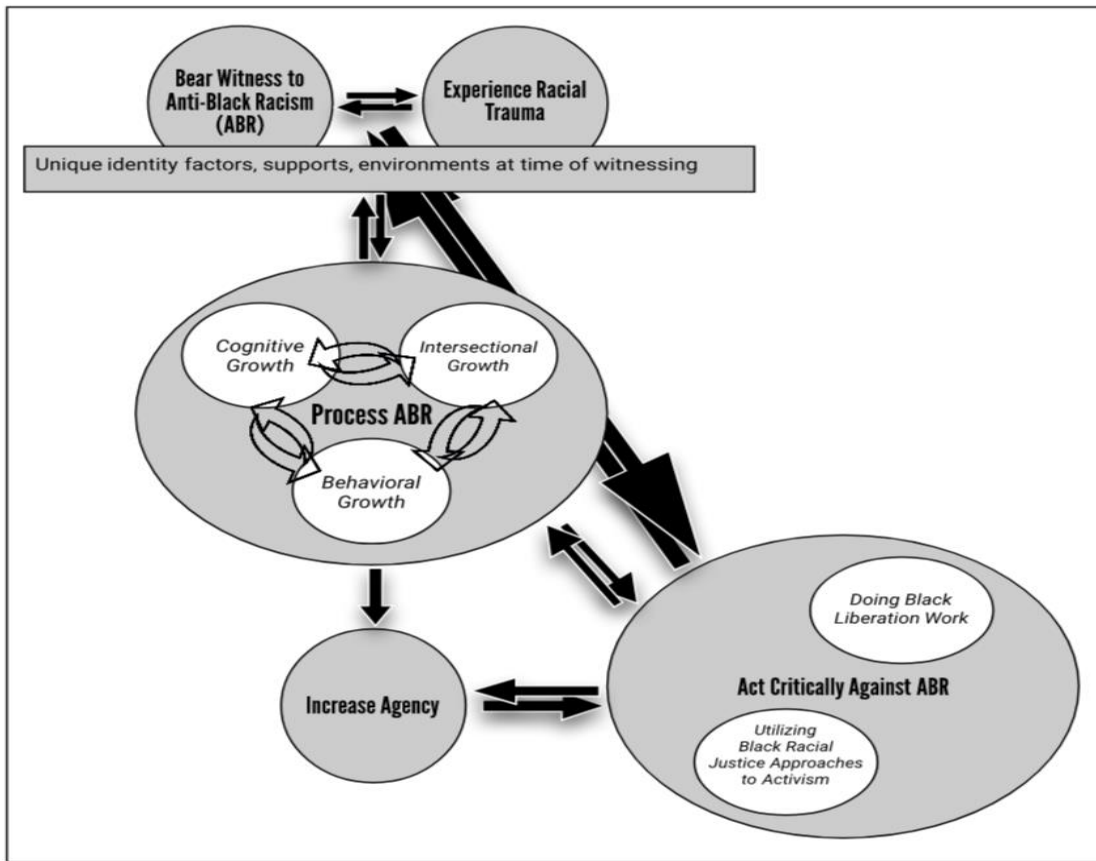 Bear Witness to
Anti-Black Racism
(ABR)
Experience Racial
Trauma
Unique identity factors, supports, environments at time of witnessing
Cognitive
Growth
Intersectional
Growth
Process ABR
Behavioral
Growth
Doing Black
Liberation Work
Increase Agency
Act Critically Against ABR
Utilizing
Black Racial
Justice Approaches
to Activism